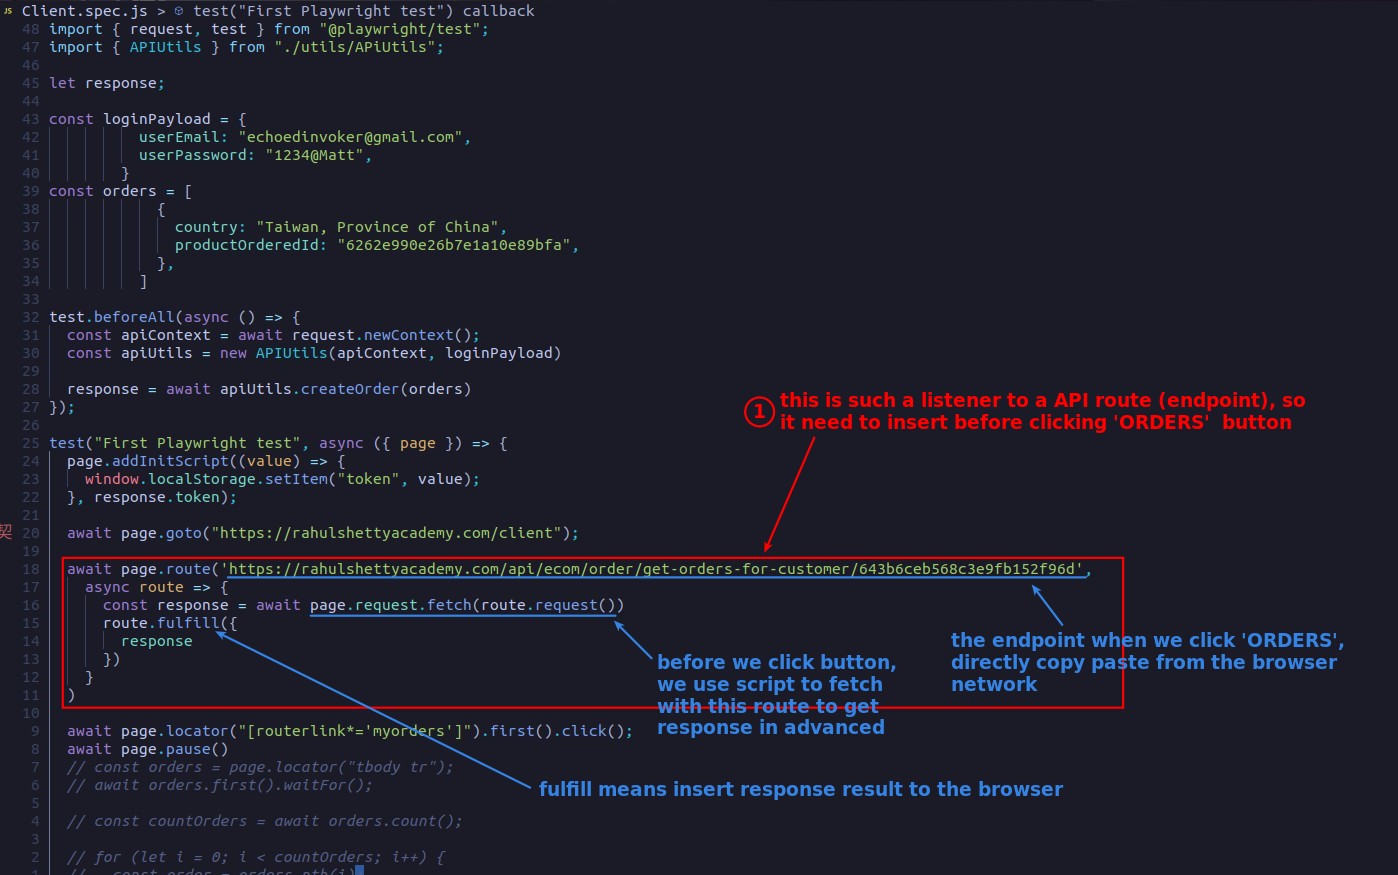 JS Client.spec.js > test("First Playwright test") callback
48 import { request, test } from "@playwright/test";
47 import { APIUtils } from "./utils/APiUtils";
46
45 let response;
44
43 const loginPayload = {
42 userEmail: "echoedinvoker@gmail.com",
41 userPassword: "1234@Matt",
40 }
39 const orders = [
38 {
37 country: "Taiwan, Province of China",
36 productOrderedId: "6262e990e26b7e1a10e89bfa",
35 },
34 ]
33
32 test.beforeAll(async () => {
31 const apiContext = await request.newContext();
30 const apiUtils = new APIUtils(apiContext, loginPayload)
29
28 response = await apiUtils.createOrder(orders)
27 });
26
1 this is such a listener to a API route (endpoint), so
it need to insert before clicking 'ORDERS' button
25 test("First Playwright test", async ({ page }) => {
24 page.addInitScript((value) => {
23 window.localStorage.setItem("token", value);
22 }, response.token);
21
契 20 await page.goto("https://rahulshettyacademy.com/client");
19
18 await page.route('https://rahulshettyacademy.com/api/ecom/order/get-orders-for-customer/643b6ceb568c3e9fb152f96d',
17 async route => {
16 const response = await page.request.fetch(route.request())
15 route.fulfill({
14 response
13 })
12 }
11 )
10
the endpoint when we click 'ORDERS',
directly copy paste from the browser
network
before we click button,
we use script to fetch
with this route to get
response in advanced
9 await page.locator("[routerlink*='myorders']").first().click();
8 await page.pause()
7 // const orders = page.locator("tbody tr");
6 // await orders.first().waitFor();
fulfill means insert response result to the browser
5
4 // const countOrders = await orders.count();
3
2 // for (let i = 0; i < countOrders; i++) {
1 // const order = orders.nth(i)